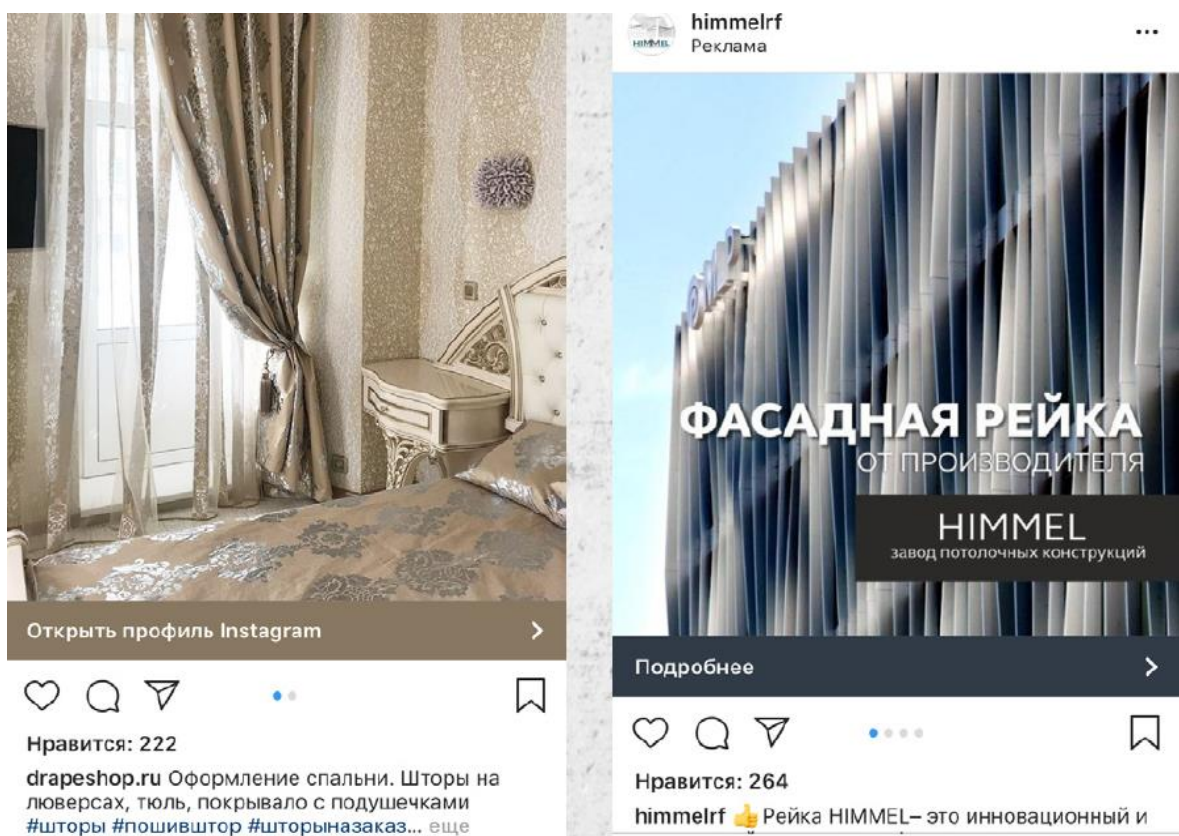 Открыть профиль Instagram
Нравится: 222
drapeshop.ru Оформление спальни. Шторы на
люверсах, тюль, покрывало с подушечками
#шторы #пошивштор #шторыназаказ... еще
himmelrf
HIMMEL
Реклама
ФАСАДНАЯ РЕЙКА
ОТ ПРОИЗВОДИТЕЛЯ
HIMMEL
завод потолочных конструкций
Подробнее
Нравится: 264
himmelrf 👍 Рейка HIMMEL– это инновационный и